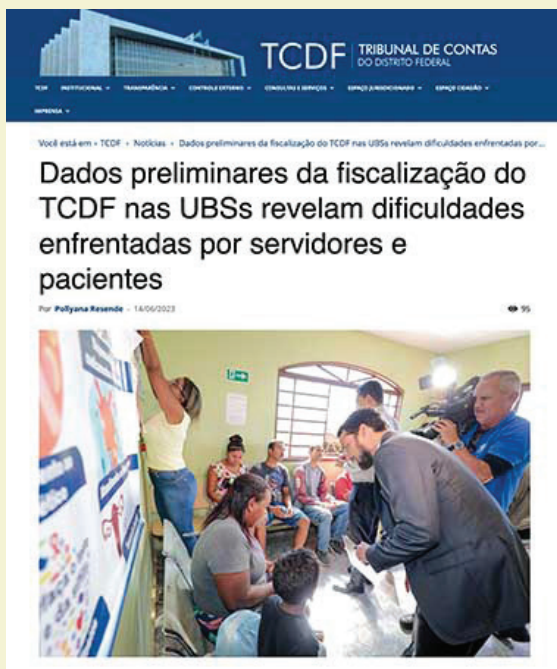 TCDF TRIBUNAL DE CONTAS
DO DISTRITO FEDERAL
TCDF INSTITUCIONAL TRANSPARÊNCIA CONTROLE EXTERNO CONSULTAS E SERVIÇOS ESPAÇO JURISDICIONADO ESPAÇO CIDADÃO
IMPRENSA
Você está em » TCDF » Notícias » Dados preliminares da fiscalização do TCDF nas UBSs revelam dificuldades enfrentadas por...
Dados preliminares da fiscalização do
TCDF nas UBSs revelam dificuldades
enfrentadas por servidores e
pacientes
Por Pollyana Resende - 14/06/2023
95